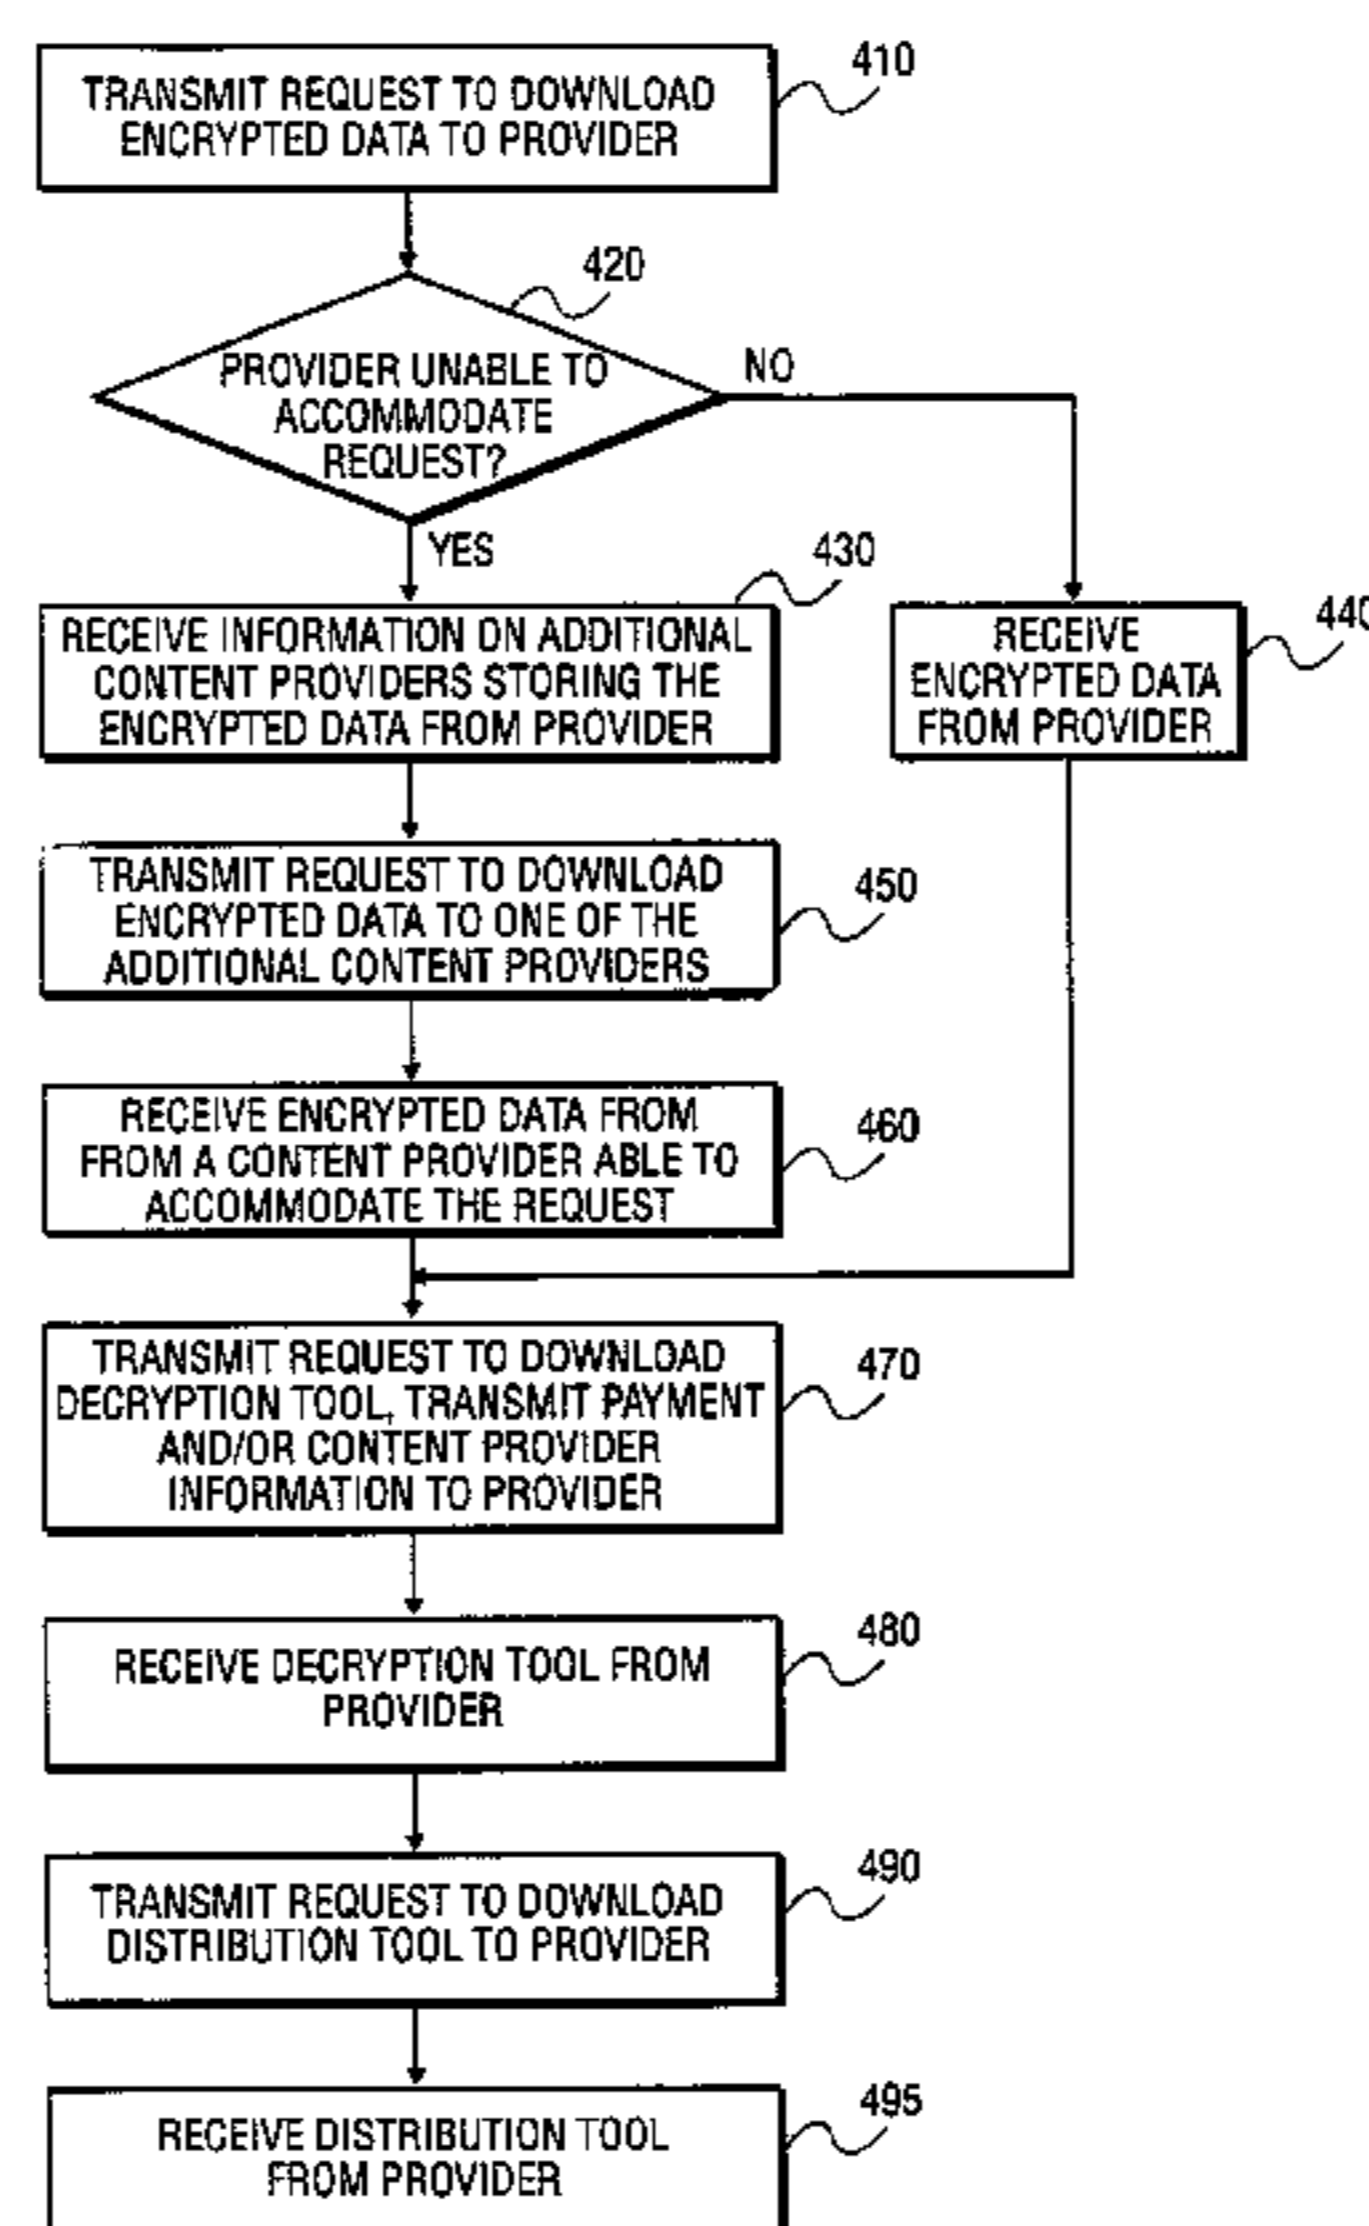 410
TRANSMIT REQUEST TO DOWNLOAD
ENCRYPTED DATA TO PROVIDER
420
PROVIDER UNABLE TO
ACCOMMODATE
REQUEST?
NO
YES
430
RECEIVE INFORMATION ON ADDITIONAL
CONTENT PROVIDERS STORING THE
ENCRYPTED DATA FROM PROVIDER
440
RECEIVE
ENCRYPTED DATA
FROM PROVIDER
450
TRANSMIT REQUEST TO DOWNLOAD
ENCRYPTED DATA TO ONE OF THE
ADDITIONAL CONTENT PROVIDERS
460
RECEIVE ENCRYPTED DATA FROM
FROM A CONTENT PROVIDER ABLE TO
ACCOMMODATE THE REQUEST
470
TRANSMIT REQUEST TO DOWNLOAD
DECRYPTION TOOL, TRANSMIT PAYMENT
AND/OR CONTENT PROVIDER
INFORMATION TO PROVIDER
480
RECEIVE DECRYPTION TOOL FROM
PROVIDER
490
TRANSMIT REQUEST TO DOWNLOAD
DISTRIBUTION TOOL TO PROVIDER
495
RECEIVE DISTRIBUTION TOOL
FROM PROVIDER